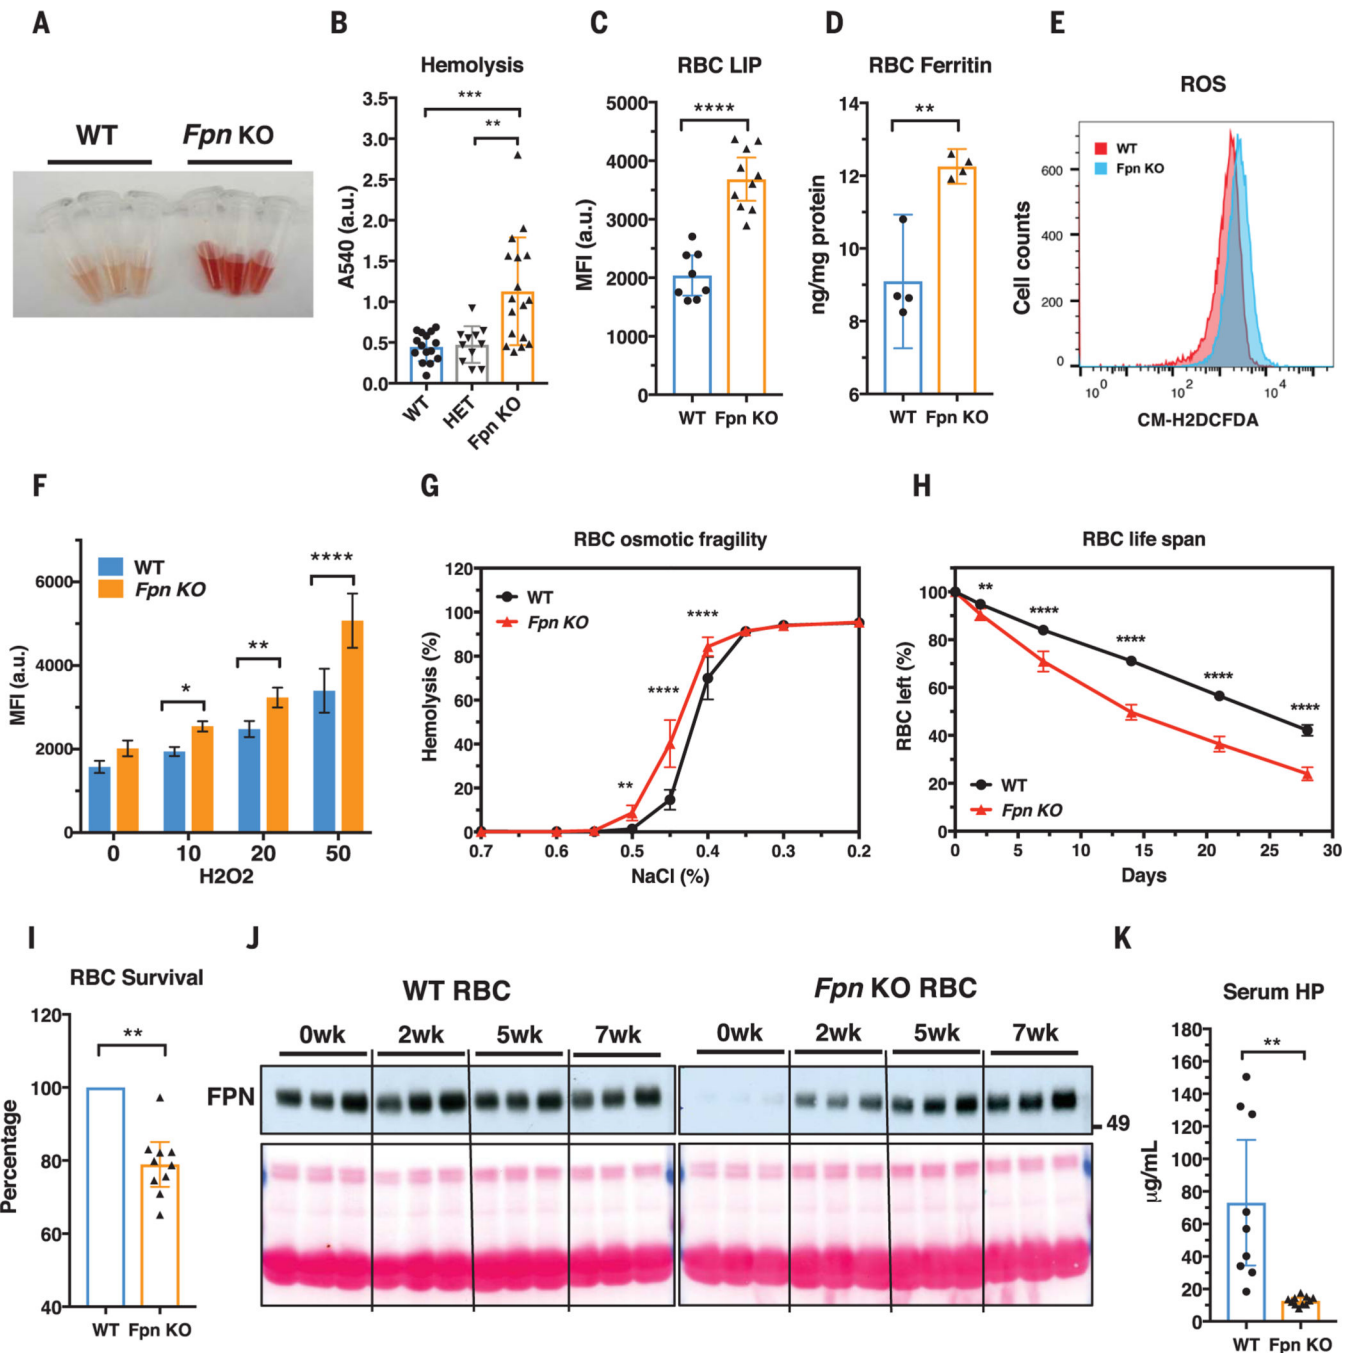 A
WT
Fpn KO
B
Hemolysis
***
**
A540 (a.u.)
3.5
3.0
2.5
2.0
1.5
1.0
0.5
0.0
WT
HET
Fpn KO
C
RBC LIP
****
MFI (a.u.)
5000
4000
3000
2000
1000
0
WT
Fpn KO
D
RBC Ferritin
**
ng/mg protein
14
12
10
8
6
WT
Fpn KO
E
ROS
WT
Fpn KO
Cell counts
600
400
200
0
10^0
10^2
10^4
CM-H2DCFDA
F
WT
Fpn KO
*
**
****
MFI (a.u.)
6000
4000
2000
0
0
10
20
50
H2O2
G
RBC osmotic fragility
WT
Fpn KO
**
****
****
Hemolysis (%)
120
100
80
60
40
20
0
0.7
0.6
0.5
0.4
0.3
0.2
NaCl (%)
H
RBC life span
**
****
****
****
****
WT
Fpn KO
RBC left (%)
100
80
60
40
20
0
0
5
10
15
20
25
30
Days
I
RBC Survival
**
Percentage
120
100
80
60
40
WT
Fpn KO
J
WT RBC
0wk
2wk
5wk
7wk
Fpn KO RBC
0wk
2wk
5wk
7wk
FPN
49
K
Serum HP
**
µg/mL
180
160
140
120
100
80
60
40
20
0
WT
Fpn KO